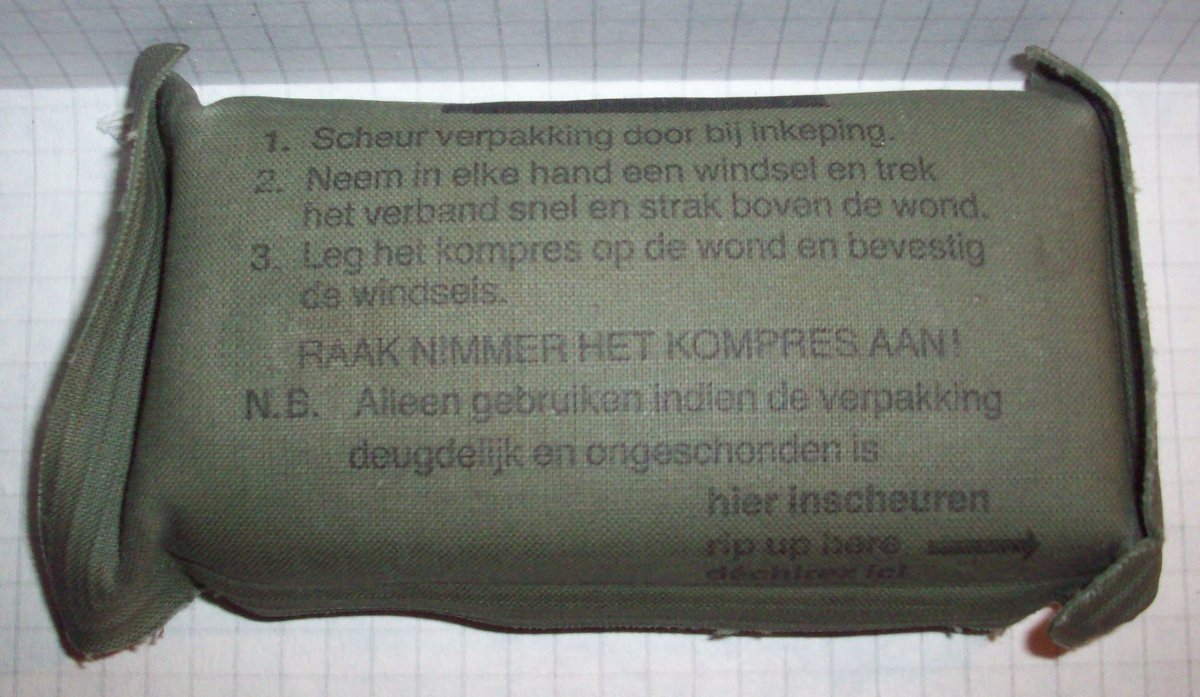 1. Scheur verpakking door bij inkeping.
2. Neem in elke hand een windsel en trek
het verband snel en strak boven de wond.
3. Leg het kompres op de wond en bevestig
de windsels.
RAAK NIMMER HET KOMPRES AAN!
N.B. Alleen gebruiken indien de verpakking
deugdelijk en ongeschonden is
hier inscheuren
rip up here
déchirez ici